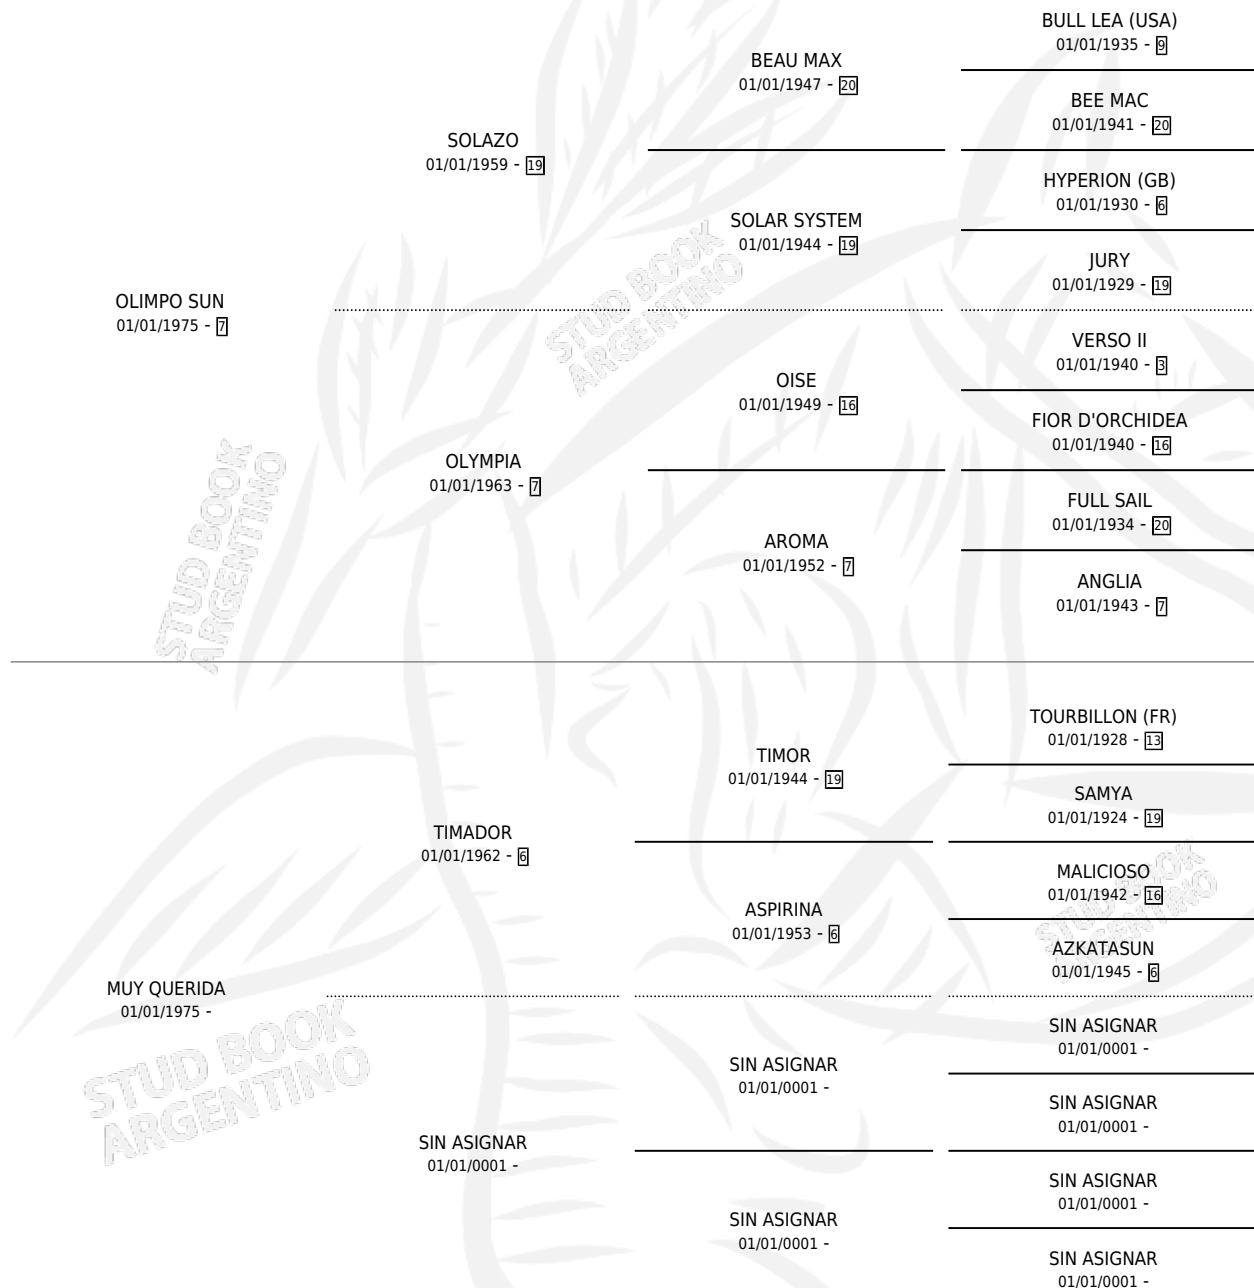 BULL LEA (USA)
01/01/1935 - 9
BEAU MAX
01/01/1947 - 20
BEE MAC
01/01/1941 - 20
SOLAZO
01/01/1959 - 19
HYPERION (GB)
01/01/1930 - 6
SOLAR SYSTEM
01/01/1944 - 19
JURY
01/01/1929 - 19
STUD BOOK
ARGENTINO
OLIMPO SUN
01/01/1975 - 7
VERSO II
01/01/1940 - 3
OISE
01/01/1949 - 16
FIOR D'ORCHIDEA
01/01/1940 - 16
OLYMPIA
01/01/1963 - 7
FULL SAIL
01/01/1934 - 20
AROMA
01/01/1952 - 7
ANGLIA
01/01/1943 - 7
STUD BOOK
ARGENTINO
TOURBILLON (FR)
01/01/1928 - 13
TIMOR
01/01/1944 - 19
SAMYA
01/01/1924 - 19
TIMADOR
01/01/1962 - 6
MALICIOSO
01/01/1942 - 16
ASPIRINA
01/01/1953 - 6
AZKATASUN
01/01/1945 - 6
STUD BOOK
ARGENTINO
MUY QUERIDA
01/01/1975 -
SIN ASIGNAR
01/01/0001 -
SIN ASIGNAR
01/01/0001 -
SIN ASIGNAR
01/01/0001 -
STUD BOOK
ARGENTINO
SIN ASIGNAR
01/01/0001 -
SIN ASIGNAR
01/01/0001 -
SIN ASIGNAR
01/01/0001 -
SIN ASIGNAR
01/01/0001 -